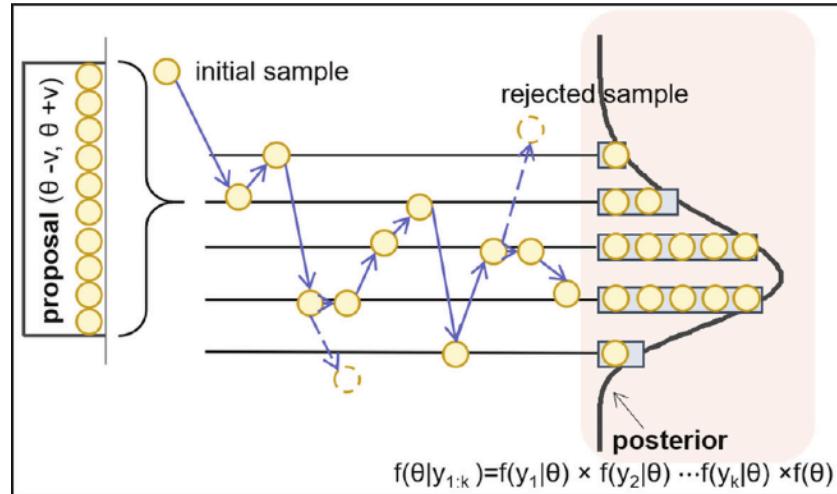 initial sample
rejected sample
proposal (θ -v, θ +v)
posterior
f(θ|y₁:ₖ)=f(y₁|θ) × f(y₂|θ) ···f(yₖ|θ) ×f(θ)